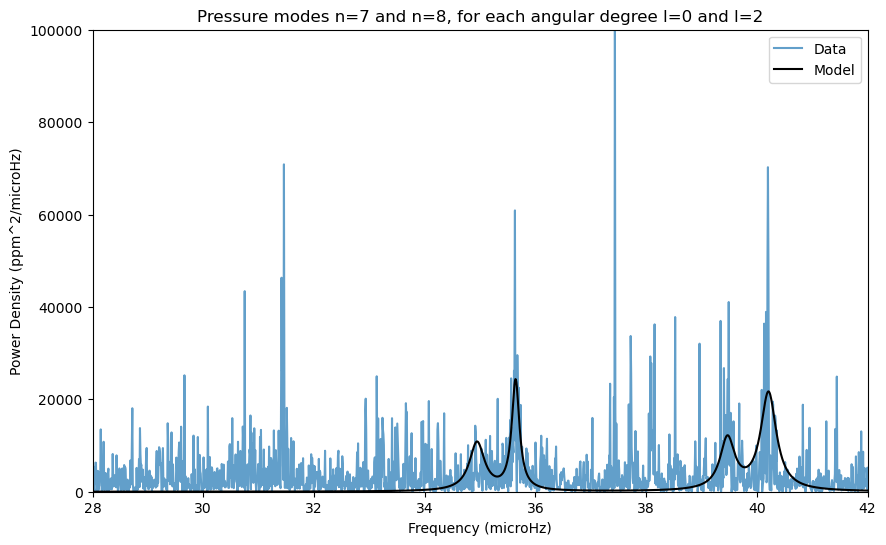 Pressure modes n=7 and n=8, for each angular degree l=0 and l=2
100000
80000
60000
40000
20000
0
Power Density (ppm^2/microHz)
Data
Model
28
30
32
34
36
38
40
42
Frequency (microHz)